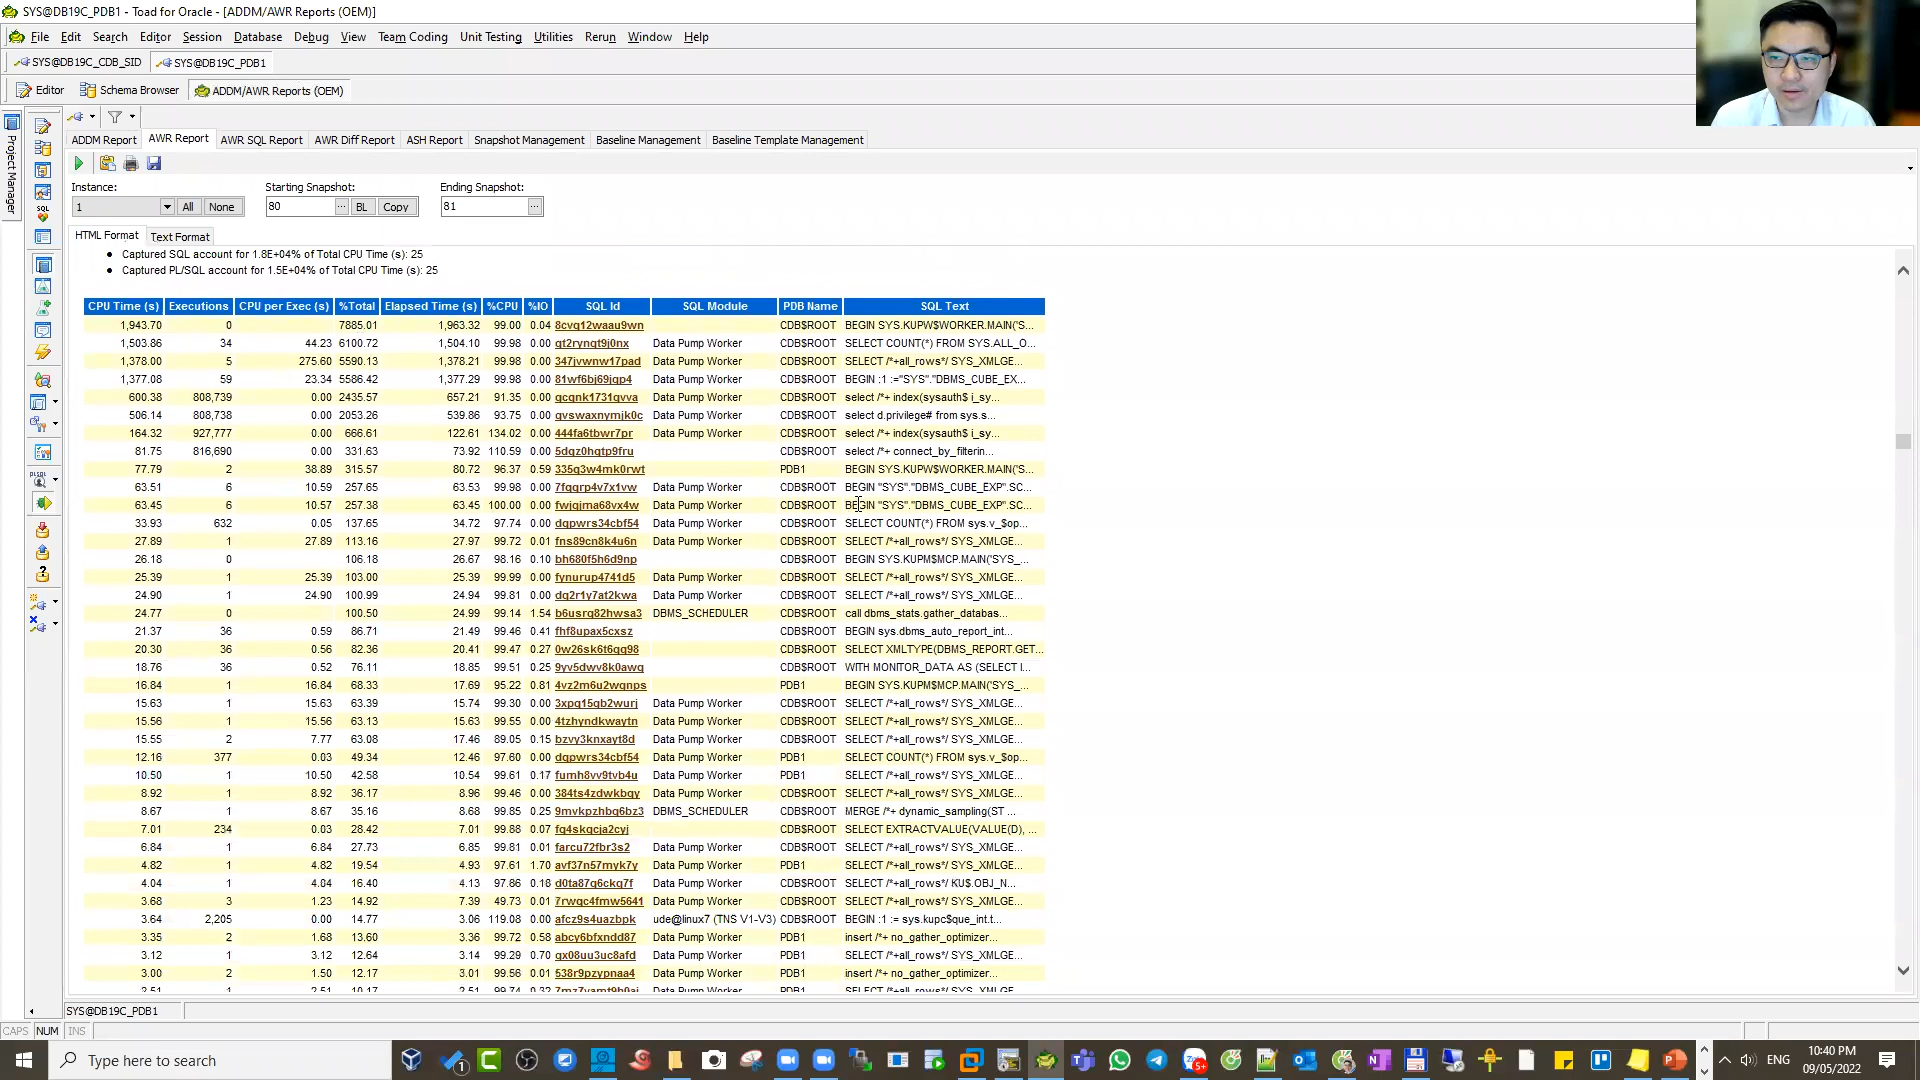 SYS@DB19C_PDB1 - Toad for Oracle - [ADDM/AWR Reports (OEM)]
File Edit Search Editor Session Database Debug View Team Coding Unit Testing Utilities Rerun Window Help
SYS@DB19C_CDB_SID SYS@DB19C_PDB1
Editor Schema Browser ADDM/AWR Reports (OEM)
Project Manager
ADDM Report AWR Report AWR SQL Report AWR Diff Report ASH Report Snapshot Management Baseline Management Baseline Template Management
Instance: Starting Snapshot: Ending Snapshot:
1 All None 80 ... BL Copy 81 ...
HTML Format Text Format
• Captured SQL account for 1.8E+04% of Total CPU Time (s): 25
• Captured PL/SQL account for 1.5E+04% of Total CPU Time (s): 25
CPU Time (s) Executions CPU per Exec (s) %Total Elapsed Time (s) %CPU %IO SQL Id SQL Module PDB Name SQL Text
1,943.70 0 7885.01 1,963.32 99.00 0.04 8cvq12waau9wn CDB$ROOT BEGIN SYS.KUPW$WORKER.MAIN('S...
1,503.86 34 44.23 6100.72 1,504.10 99.98 0.00 qt2rynqt9j0nx Data Pump Worker CDB$ROOT SELECT COUNT(*) FROM SYS.ALL_O...
1,378.00 5 275.60 5590.13 1,378.21 99.98 0.00 347jvwnw17pad Data Pump Worker CDB$ROOT SELECT /*+all_rows*/ SYS_XMLGE...
1,377.08 59 23.34 5586.42 1,377.29 99.98 0.00 81wf6bj69jqp4 Data Pump Worker CDB$ROOT BEGIN :1 :="SYS"."DBMS_CUBE_EX...
600.38 808,739 0.00 2435.57 657.21 91.35 0.00 qcqnk1731qvva Data Pump Worker CDB$ROOT select /*+ index(sysauth$ i_sy...
506.14 808,738 0.00 2053.26 539.86 93.75 0.00 qvswaxnymjk0c Data Pump Worker CDB$ROOT select d.privilege# from sys.s...
164.32 927,777 0.00 666.61 122.61 134.02 0.00 444fa6tbwr7pr Data Pump Worker CDB$ROOT select /*+ index(sysauth$ i_sy...
81.75 816,690 0.00 331.63 73.92 110.59 0.00 5dqz0hqtp9fru CDB$ROOT select /*+ connect_by_filterin...
77.79 2 38.89 315.57 80.72 96.37 0.59 335q3w4mk0rwt PDB1 BEGIN SYS.KUPW$WORKER.MAIN('S...
63.51 6 10.59 257.65 63.53 99.98 0.00 7fqqrp4v7x1vw Data Pump Worker CDB$ROOT BEGIN "SYS"."DBMS_CUBE_EXP".SC...
63.45 6 10.57 257.38 63.45 100.00 0.00 fwjqjma68vx4w Data Pump Worker CDB$ROOT BEGIN "SYS"."DBMS_CUBE_EXP".SC...
33.93 632 0.05 137.65 34.72 97.74 0.00 dqpwrs34cbf54 Data Pump Worker CDB$ROOT SELECT COUNT(*) FROM sys.v_$op...
27.89 1 27.89 113.16 27.97 99.72 0.01 fns89cn8k4u6n Data Pump Worker CDB$ROOT SELECT /*+all_rows*/ SYS_XMLGE...
26.18 0 106.18 26.67 98.16 0.10 bh680f5h6d9np CDB$ROOT BEGIN SYS.KUPM$MCP.MAIN('SYS_...
25.39 1 25.39 103.00 25.39 99.99 0.00 fynurup4741d5 Data Pump Worker CDB$ROOT SELECT /*+all_rows*/ SYS_XMLGE...
24.90 1 24.90 100.99 24.94 99.81 0.00 dq2r1y7at2kwa Data Pump Worker CDB$ROOT SELECT /*+all_rows*/ SYS_XMLGE...
24.77 0 100.50 24.99 99.14 1.54 b6usrq82hwsa3 DBMS_SCHEDULER CDB$ROOT call dbms_stats.gather_databas...
21.37 36 0.59 86.71 21.49 99.46 0.41 fhf8upax5cxsz CDB$ROOT BEGIN sys.dbms_auto_report_int...
20.30 36 0.56 82.36 20.41 99.47 0.27 0w26sk6t6qq98 CDB$ROOT SELECT XMLTYPE(DBMS_REPORT.GET...
18.76 36 0.52 76.11 18.85 99.51 0.25 9yv5dwv8k0awq CDB$ROOT WITH MONITOR_DATA AS (SELECT I...
16.84 1 16.84 68.33 17.69 95.22 0.81 4vz2m6u2wqnps PDB1 BEGIN SYS.KUPM$MCP.MAIN('SYS_...
15.63 1 15.63 63.39 15.74 99.30 0.00 3xpq15qb2wurj Data Pump Worker CDB$ROOT SELECT /*+all_rows*/ SYS_XMLGE...
15.56 1 15.56 63.13 15.63 99.55 0.00 4tzhyndkwaytn Data Pump Worker CDB$ROOT SELECT /*+all_rows*/ SYS_XMLGE...
15.55 2 7.77 63.08 17.46 89.05 0.15 bzvy3knxayt8d Data Pump Worker CDB$ROOT SELECT /*+all_rows*/ SYS_XMLGE...
12.16 377 0.03 49.34 12.46 97.60 0.00 dqpwrs34cbf54 Data Pump Worker PDB1 SELECT COUNT(*) FROM sys.v_$op...
10.50 1 10.50 42.58 10.54 99.61 0.17 fumh8vv9tvb4u Data Pump Worker PDB1 SELECT /*+all_rows*/ SYS_XMLGE...
8.92 1 8.92 36.17 8.96 99.46 0.00 384ts4zdwkbqy Data Pump Worker CDB$ROOT SELECT /*+all_rows*/ SYS_XMLGE...
8.67 1 8.67 35.16 8.68 99.85 0.25 9mvkpzhbq6bz3 DBMS_SCHEDULER CDB$ROOT MERGE /*+ dynamic_sampling(ST ...
7.01 234 0.03 28.42 7.01 99.88 0.07 fq4skqcja2cyj CDB$ROOT SELECT EXTRACTVALUE(VALUE(D), ...
6.84 1 6.84 27.73 6.85 99.81 0.01 farcu72fbr3s2 Data Pump Worker CDB$ROOT SELECT /*+all_rows*/ SYS_XMLGE...
4.82 1 4.82 19.54 4.93 97.61 1.70 avf37n57myk7y Data Pump Worker PDB1 SELECT /*+all_rows*/ SYS_XMLGE...
4.04 1 4.04 16.40 4.13 97.86 0.18 d0ta87q6ckq7f Data Pump Worker CDB$ROOT SELECT /*+all_rows*/ KU$.OBJ_N...
3.68 3 1.23 14.92 7.39 49.73 0.01 7rwqc4fmw5641 Data Pump Worker CDB$ROOT SELECT /*+all_rows*/ SYS_XMLGE...
3.64 2,205 0.00 14.77 3.06 119.08 0.00 afcz9s4uazbpk ude@linux7 (TNS V1-V3) CDB$ROOT BEGIN :1 := sys.kupc$que_int.t...
3.35 2 1.68 13.60 3.36 99.72 0.58 abcy6bfxndd87 Data Pump Worker PDB1 insert /*+ no_gather_optimizer...
3.12 1 3.12 12.64 3.14 99.29 0.70 qx08uu3uc8afd Data Pump Worker PDB1 SELECT /*+all_rows*/ SYS_XMLGE...
3.00 2 1.50 12.17 3.01 99.56 0.01 538r9pzypnaa4 Data Pump Worker PDB1 insert /*+ no_gather_optimizer...
2.51 1 2.51 10.17 2.51 99.74 0.32 Data Pump Worker PDB1 SELECT /*+all_rows*/ SYS_XMLGE
SYS@DB19C_PDB1
CAPS NUM INS
Type here to search ENG 10:40 PM
09/05/2022